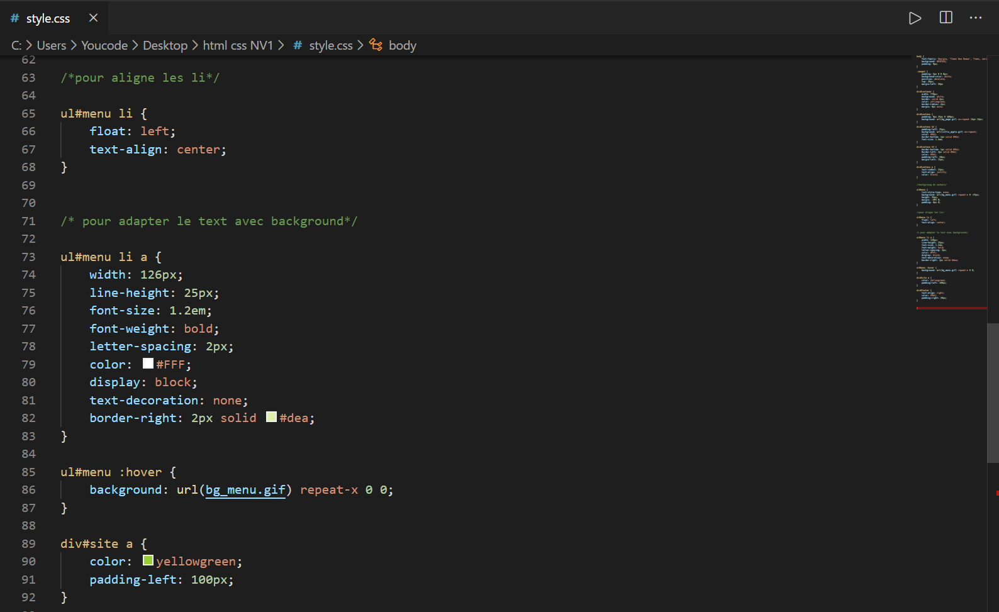 # style.css
C: > Users > Youcode > Desktop > html css NV1 > # style.css > body
62
63 /*pour aligne les li*/
64
65 ul#menu li {
66 float: left;
67 text-align: center;
68 }
69
70
71 /* pour adapter le text avec background*/
72
73 ul#menu li a {
74 width: 126px;
75 line-height: 25px;
76 font-size: 1.2em;
77 font-weight: bold;
78 letter-spacing: 2px;
79 color: #FFF;
80 display: block;
81 text-decoration: none;
82 border-right: 2px solid #dea;
83 }
84
85 ul#menu :hover {
86 background: url(bg_menu.gif) repeat-x 0 0;
87 }
88
89 div#site a {
90 color: yellowgreen;
91 padding-left: 100px;
92 }